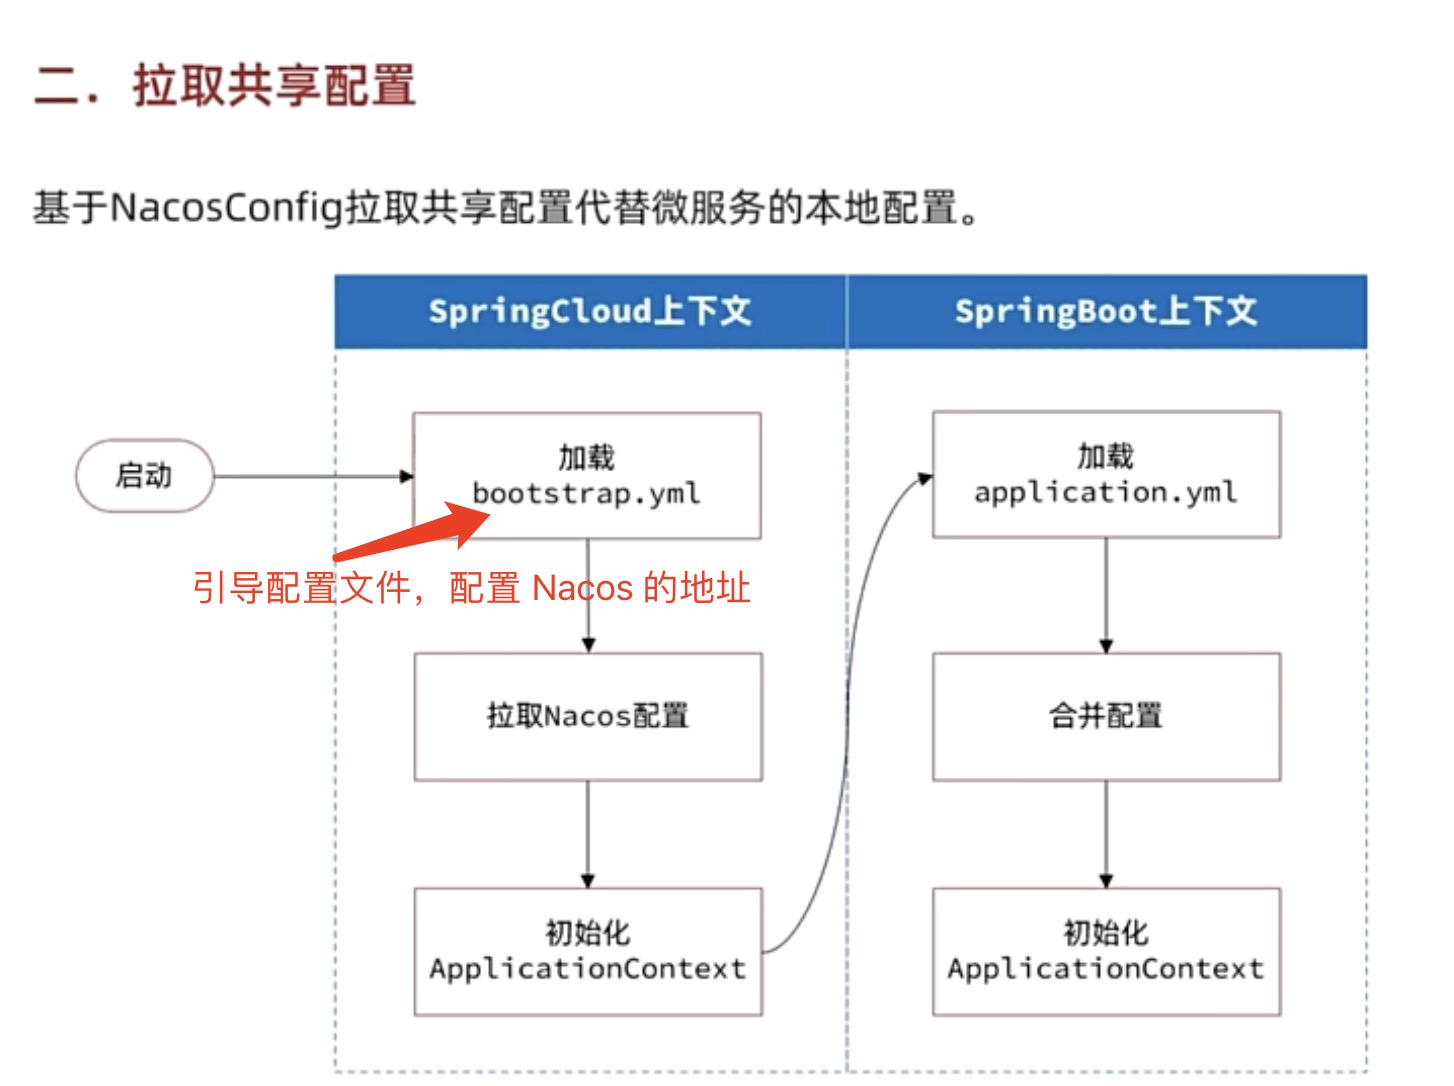 二．拉取共享配置
基于NacosConfig拉取共享配置代替微服务的本地配置。
SpringCloud上下文
SpringBoot上下文
启动
加载
bootstrap.yml
引导配置文件，配置 Nacos 的地址
拉取Nacos配置
初始化
ApplicationContext
加载
application.yml
合并配置
初始化
ApplicationContext